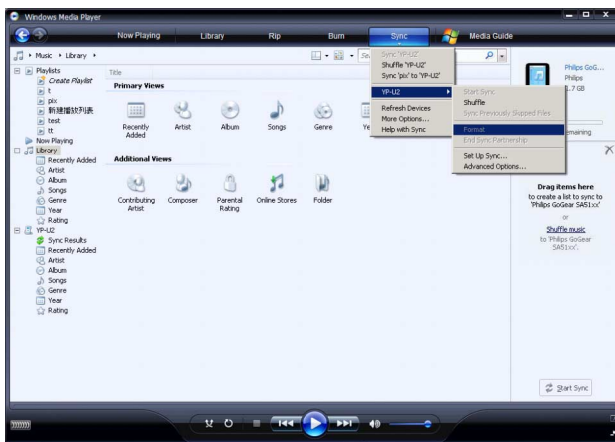 Windows Media Player
Now Playing Library Rip Burn Sync Media Guide
Music Library
Playlists
Create Playlist
t
pix
新建播放列表
test
tt
Now Playing
Library
Recently Added
Artist
Album
Songs
Genre
Year
Rating
YP-U2
Sync Results
Recently Added
Artist
Album
Songs
Genre
Year
Rating
Title
Primary Views
Recently Added
Artist
Album
Songs
Genre
Additional Views
Contributing Artist
Composer
Parental Rating
Online Stores
Folder
Sync 'YP-U2'
Shuffle 'YP-U2'
Sync 'pix' to 'YP-U2'
YP-U2
Refresh Devices
More Options...
Help with Sync
Start Sync
Shuffle
Sync Previously Skipped Files
Format
End Sync Partnership
Set Up Sync...
Advanced Options...
Philips GoG...
Philips
.7 GB
emaining
Drag items here
to create a list to sync to
'Philips GoGear SA51xx'
or
Shuffle music
to 'Philips GoGear
SA51xx'.
Start Sync